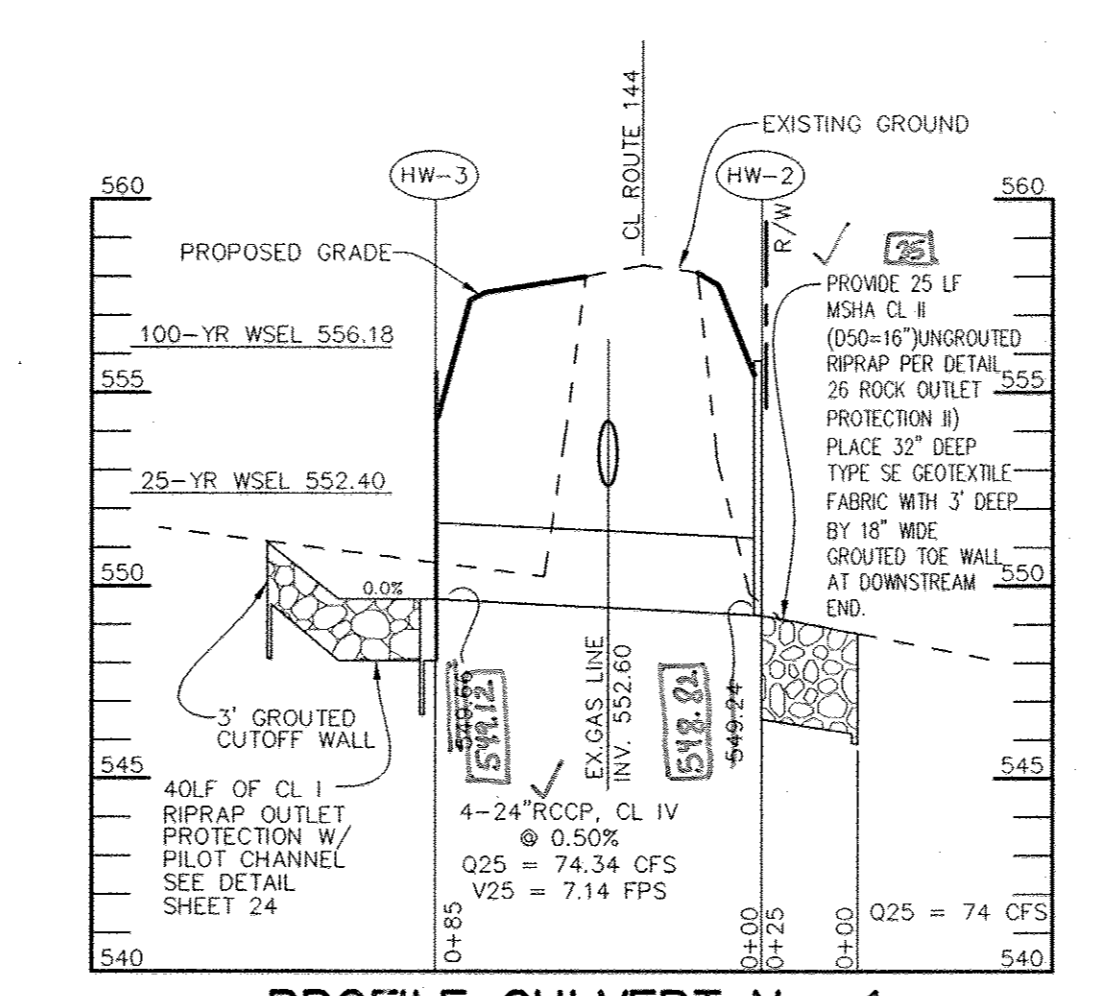 CL ROUTE 144
EXISTING GROUND
HW-3
HW-2
560
560
R/W
PROPOSED GRADE
25
PROVIDE 25 LF
MSHA CL II
(D50=16")UNGROUTED
RIPRAP PER DETAIL
26 ROCK OUTLET
PROTECTION II)
PLACE 32" DEEP
TYPE SE GEOTEXTILE
FABRIC WITH 3' DEEP
BY 18" WIDE
GROUTED TOE WALL
AT DOWNSTREAM
END.
100-YR WSEL 556.18
555
555
25-YR WSEL 552.40
550
550
0.0%
549.66
549.12
EX.GAS LINE
INV. 552.60
548.82
549.24
3' GROUTED
CUTOFF WALL
545
545
40LF OF CL I
RIPRAP OUTLET
PROTECTION W/
PILOT CHANNEL
SEE DETAIL
SHEET 24
4-24"RCCP, CL IV
@ 0.50%
Q25 = 74.34 CFS
V25 = 7.14 FPS
0+85
0+00
0+25
0+00
Q25 = 74 CFS
540
540
PROFILE CULVERT No. 1